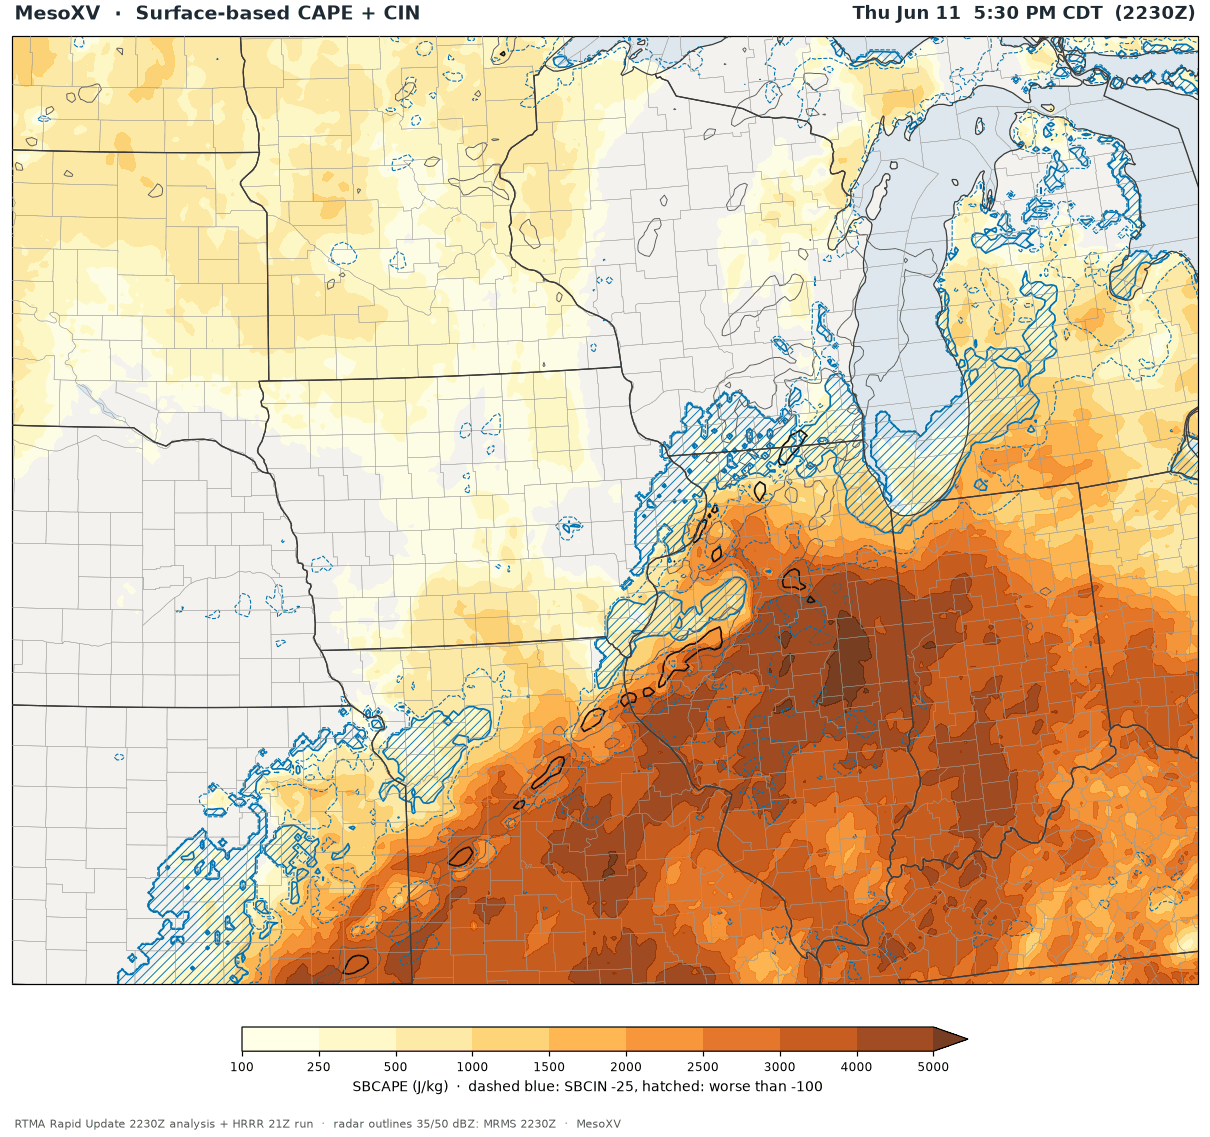 MesoXV · Surface-based CAPE + CIN
Thu Jun 11 5:30 PM CDT (2230Z)
100 250 500 1000 1500 2000 2500 3000 4000 5000
SBCAPE (J/kg) · dashed blue: SBCIN -25, hatched: worse than -100
RTMA Rapid Update 2230Z analysis + HRRR 21Z run · radar outlines 35/50 dBZ: MRMS 2230Z · MesoXV